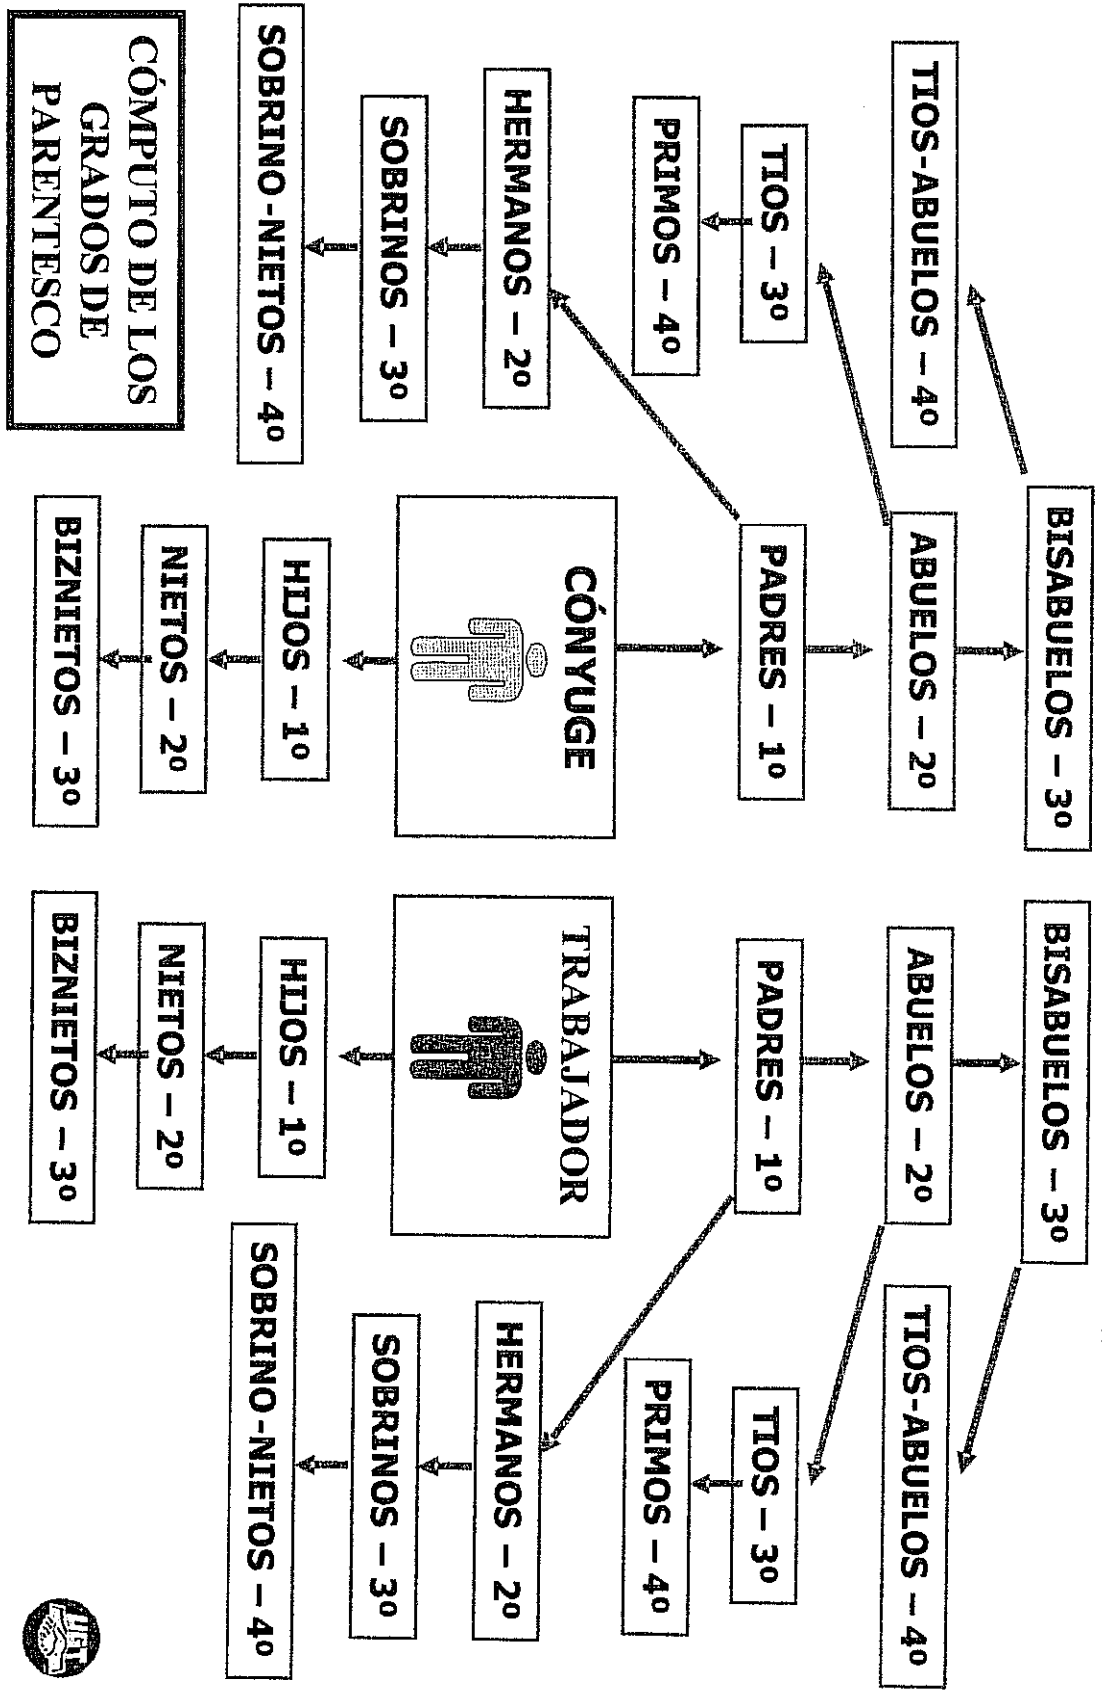 BISABUELOS – 3º
BISABUELOS – 3º
TIOS-ABUELOS – 4º
ABUELOS – 2º
ABUELOS – 2º
TIOS-ABUELOS – 4º
TIOS – 3º
PADRES – 1º
PADRES – 1º
TIOS – 3º
PRIMOS – 4º
PRIMOS – 4º
CÓNYUGE
TRABAJADOR
HERMANOS – 2º
HERMANOS – 2º
SOBRINOS – 3º
SOBRINOS – 3º
HIJOS – 1º
HIJOS – 1º
SOBRINO-NIETOS – 4º
SOBRINO-NIETOS – 4º
NIETOS – 2º
NIETOS – 2º
BIZNIETOS – 3º
BIZNIETOS – 3º
CÓMPUTO DE LOS
GRADOS DE
PARENTESCO
UGT